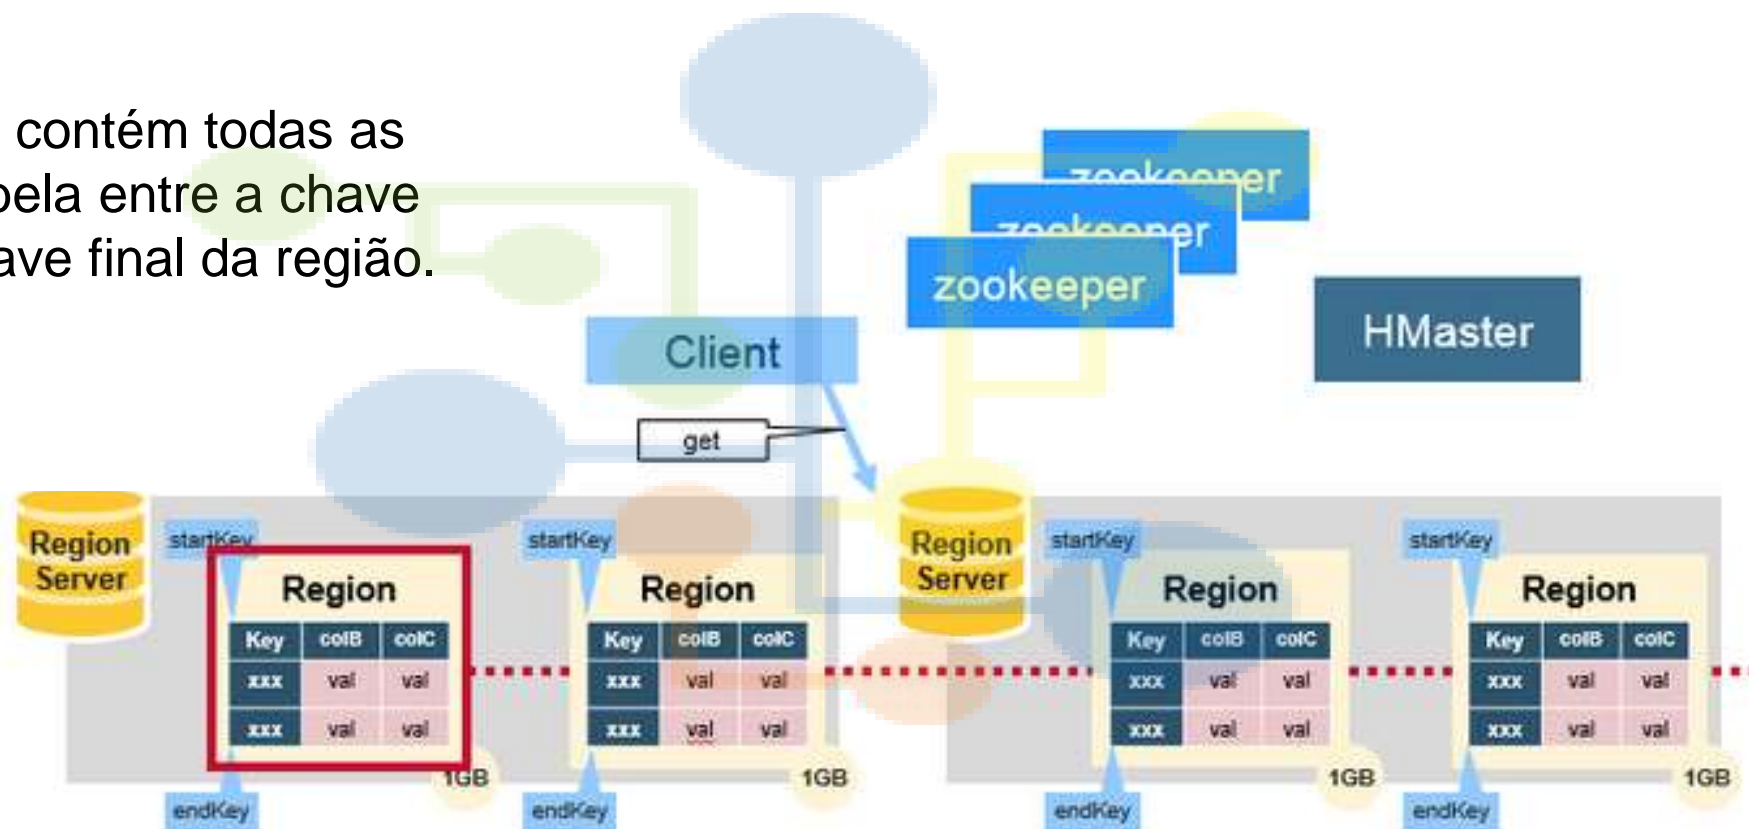 contém todas as
bela entre a chave
ave final da região.
zookeeper
zookeeper
zookeeper
HMaster
Client
get
Region
Server
startKey
Region
Key colB colC
xxx val val
xxx val val
1GB
endKey
startKey
Region
Key colB colC
xxx val val
xxx val val
1GB
endKey
Region
Server
startKey
Region
Key colB colC
xxx val val
xxx val val
1GB
endKey
startKey
Region
Key colB colC
xxx val val
xxx val val
1GB
endKey